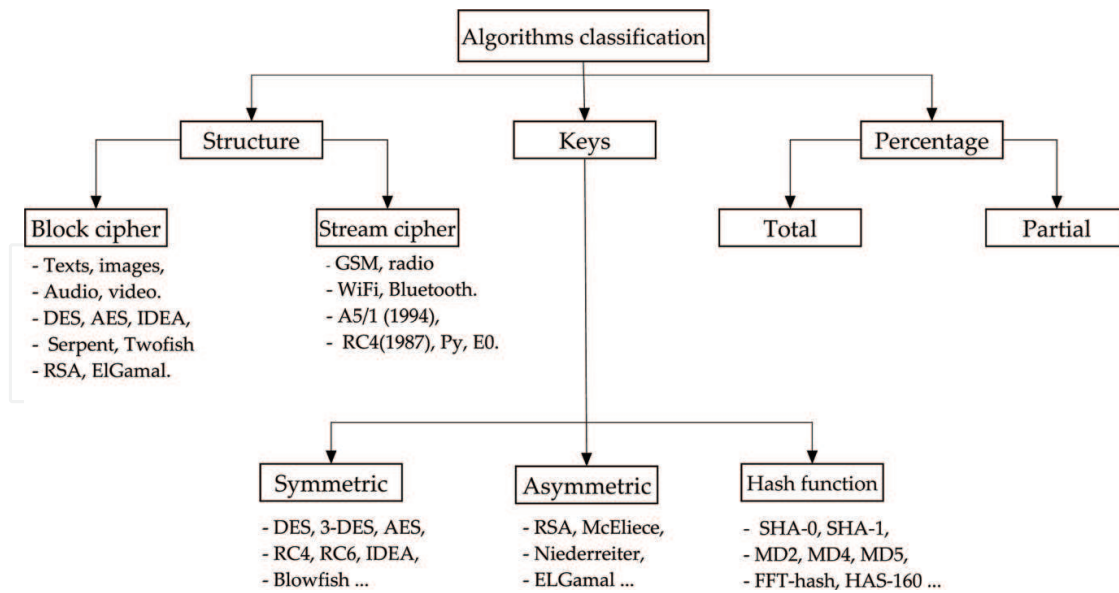 Algorithms classification
Structure
Keys
Percentage
Block cipher
- Texts, images,
- Audio, video.
- DES, AES, IDEA,
- Serpent, Twofish
- RSA, ElGamal.
Stream cipher
- GSM, radio
- WiFi, Bluetooth.
- A5/1 (1994),
- RC4(1987), Py, E0.
Total
Partial
Symmetric
- DES, 3-DES, AES,
- RC4, RC6, IDEA,
- Blowfish ...
Asymmetric
- RSA, McEliece,
- Niederreiter,
- ELGamal ...
Hash function
- SHA-0, SHA-1,
- MD2, MD4, MD5,
- FFT-hash, HAS-160 ...